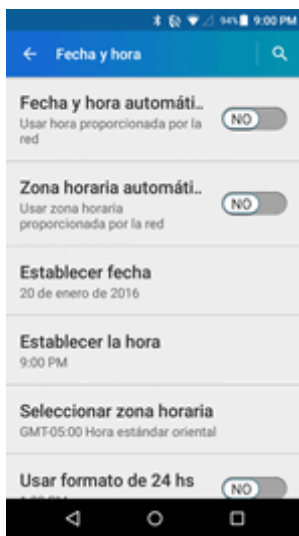 94% 9:00 PM
Fecha y hora
Fecha y hora automáti..
NO
Usar hora proporcionada por la
red
Zona horaria automáti..
NO
Usar zona horaria
proporcionada por la red
Establecer fecha
20 de enero de 2016
Establecer la hora
9:00 PM
Seleccionar zona horaria
GMT-05:00 Hora estándar oriental
Usar formato de 24 hs
NO